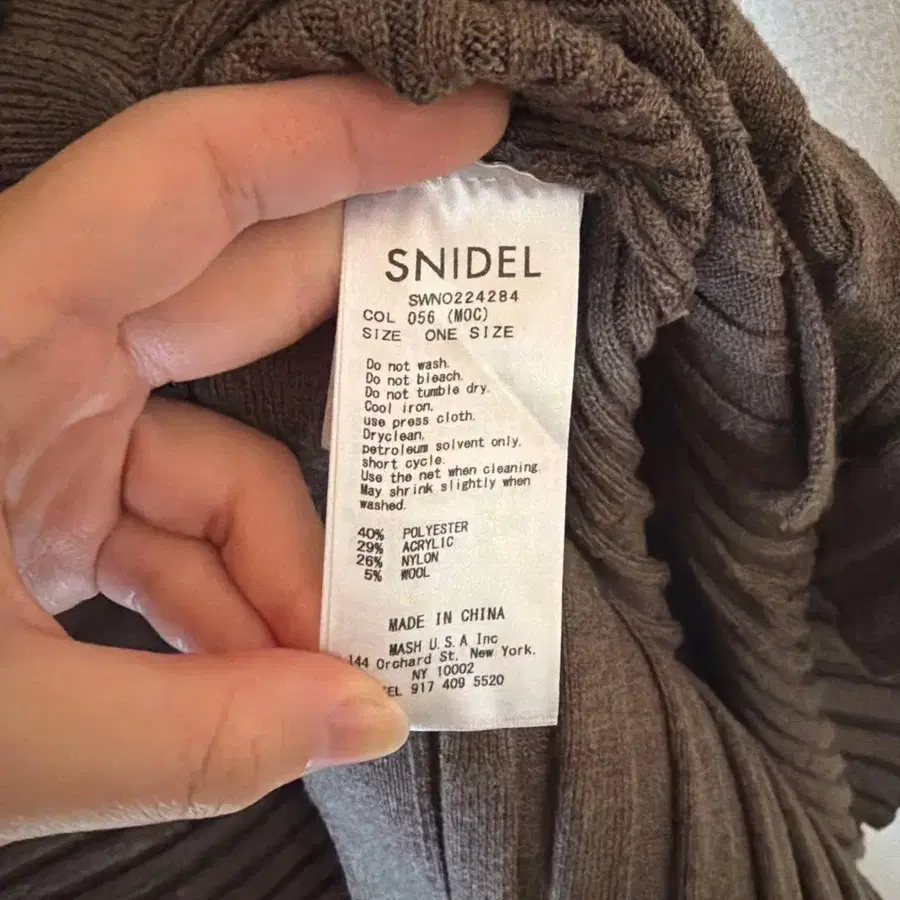 SNIDEL
SWNO224284
COL 056 (MOC)
SIZE ONE SIZE
Do not wash.
Do not bleach.
Do not tumble dry.
Cool iron.
use press cloth.
Dryclean,
petroleum solvent only.
short cycle.
Use the net when cleaning.
May shrink slightly when
washed.
40% POLYESTER
29% ACRYLIC
26% NYLON
5% WOOL
MADE IN CHINA
MASH U.S.A Inc
144 Orchard St. New York.
NY 10002
TEL 917 409 5520